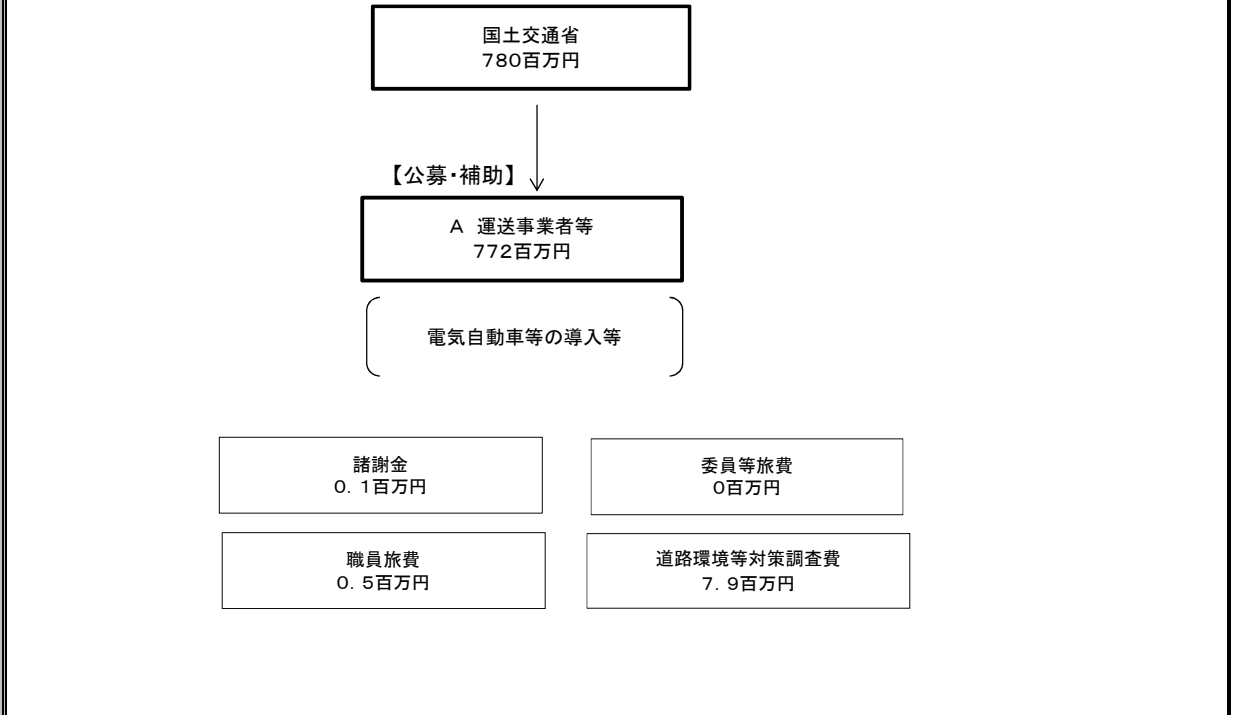 国土交通省
７８０百万円
【公募・補助】
Ａ　運送事業者等
７７２百万円
電気自動車等の導入等
諸謝金
０．１百万円
委員等旅費
０百万円
職員旅費
０．５百万円
道路環境等対策調査費
７．９百万円